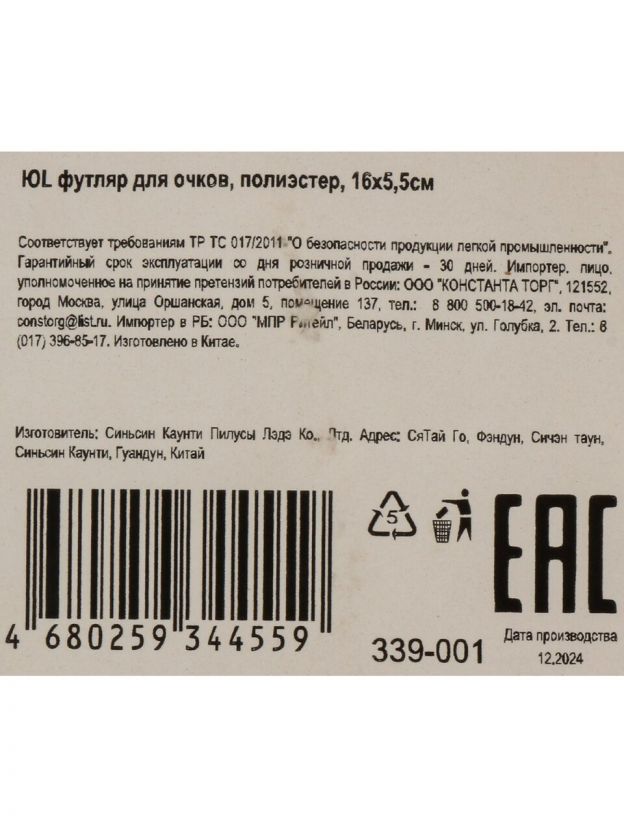 ЮL футляр для очков, полиэстер, 16x5,5см
Соответствует требованиям ТР ТС 017/2011 "О безопасности продукции легкой промышленности".
Гарантийный срок эксплуатации со дня розничной продажи - 30 дней. Импортер. лицо,
уполномоченное на принятие претензий потребителей в России: ООО "КОНСТАНТА ТОРГ", 121552,
город Москва, улица Оршанская, дом 5, помещение 137, тел.: 8 800 500-18-42, эл. почта:
constorg@list.ru. Импортер в РБ: ООО "МПР Ритейл", Беларусь, г. Минск, ул. Голубка, 2. Тел.: 8
(017) 396-85-17. Изготовлено в Китае.
Изготовитель: Синьсин Каунти Пилусы Лэдэ Ко., Лтд. Адрес: СяТай Го, Фэндун, Сичэн таун,
Синьсин Каунти, Гуандун, Китай
5
EAC
4 680259 344559
339-001
Дата производства
12.2024